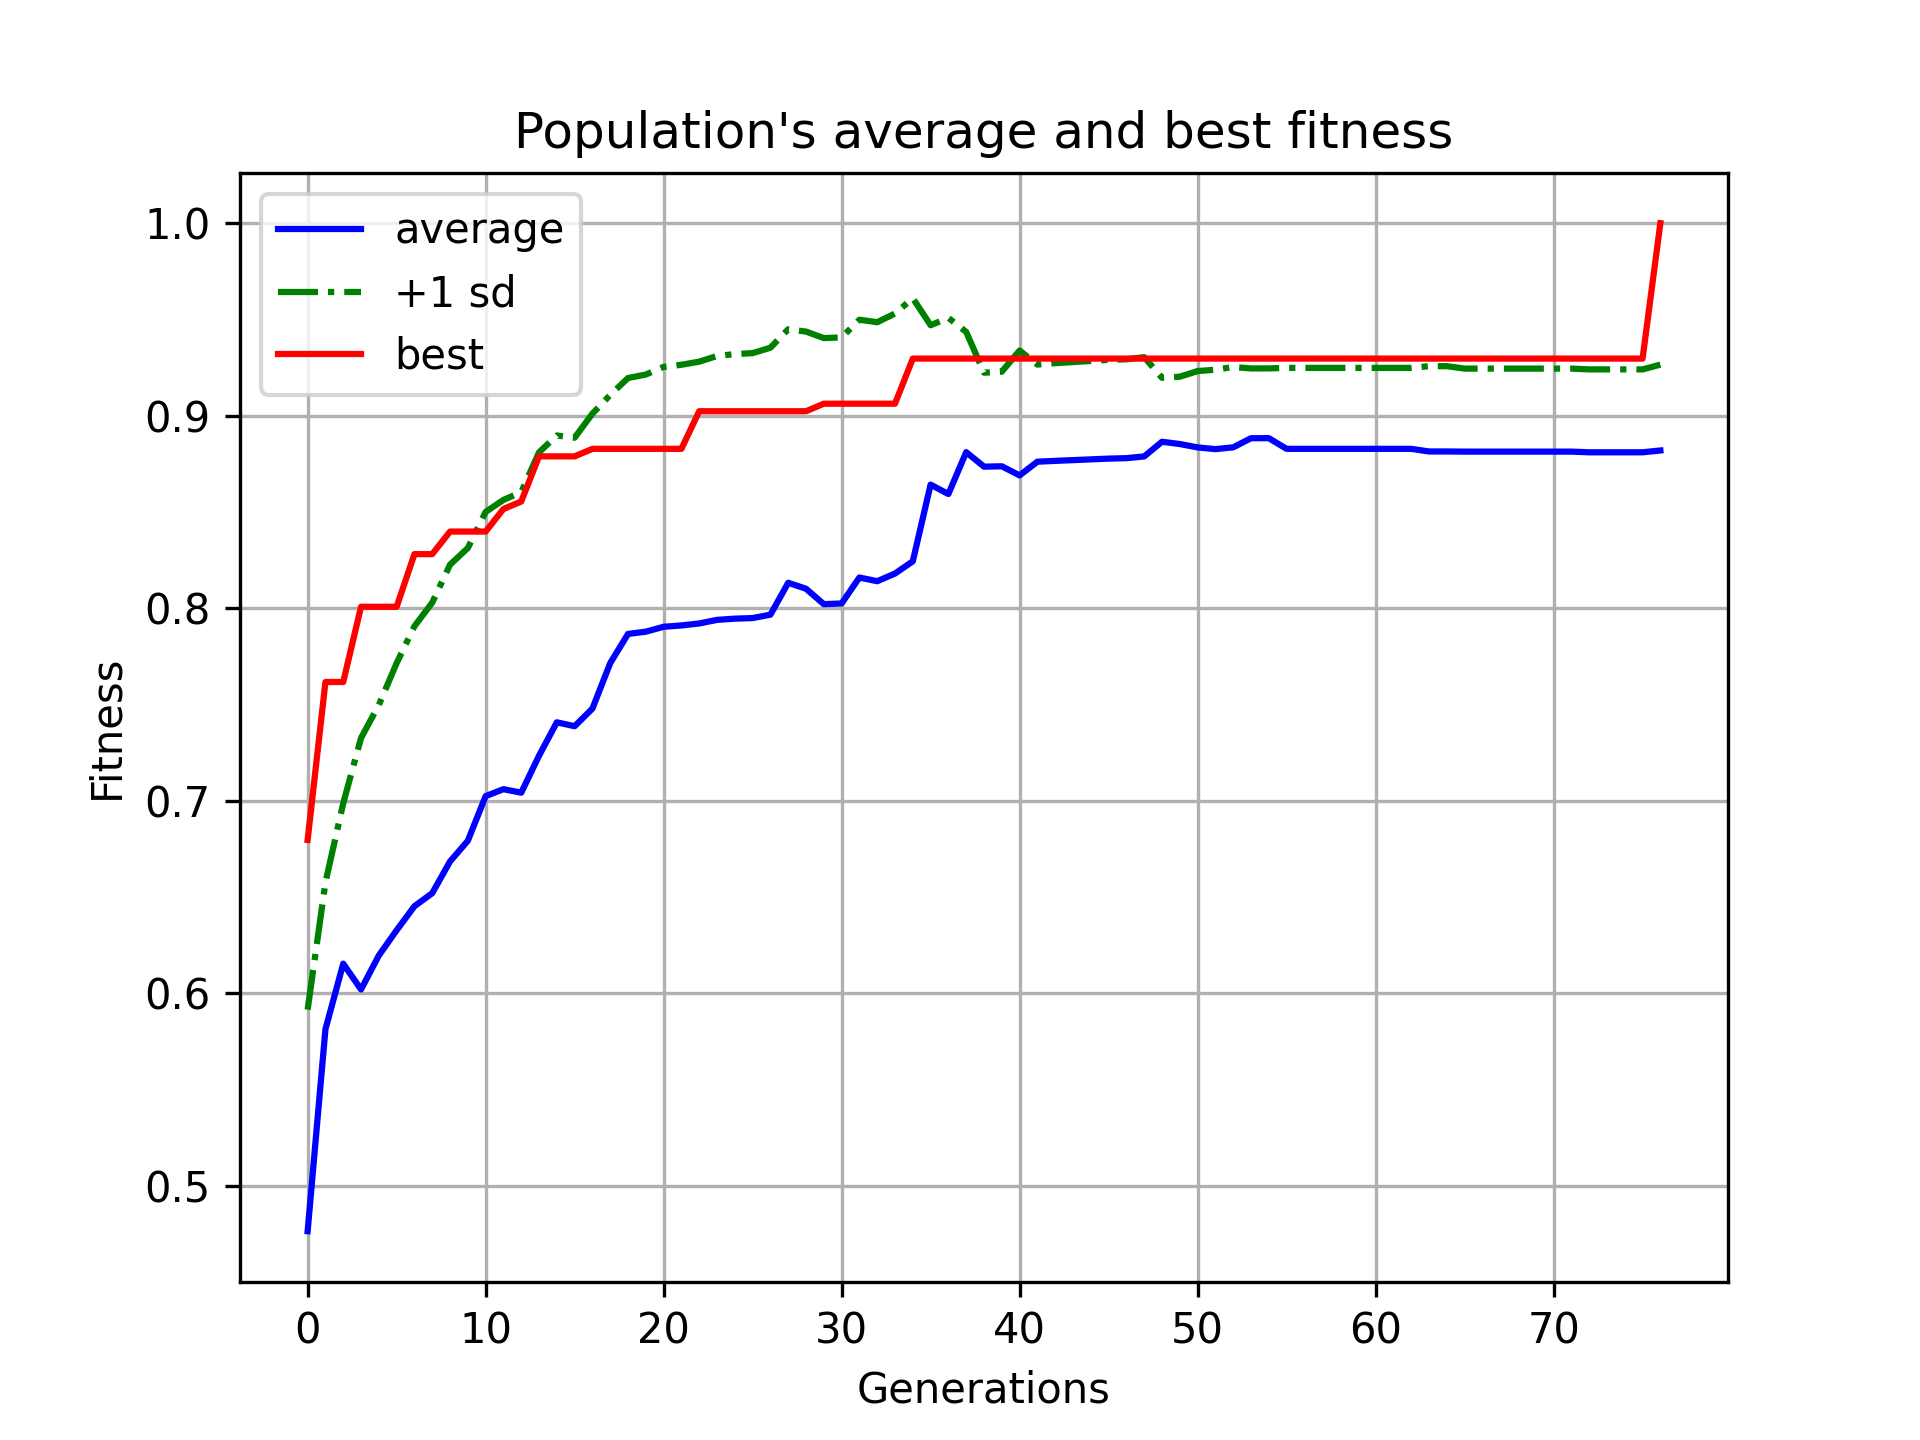 Population's average and best fitness
average
+1 sd
best
1.0
0.9
0.8
0.7
0.6
0.5
Fitness
0 10 20 30 40 50 60 70
Generations